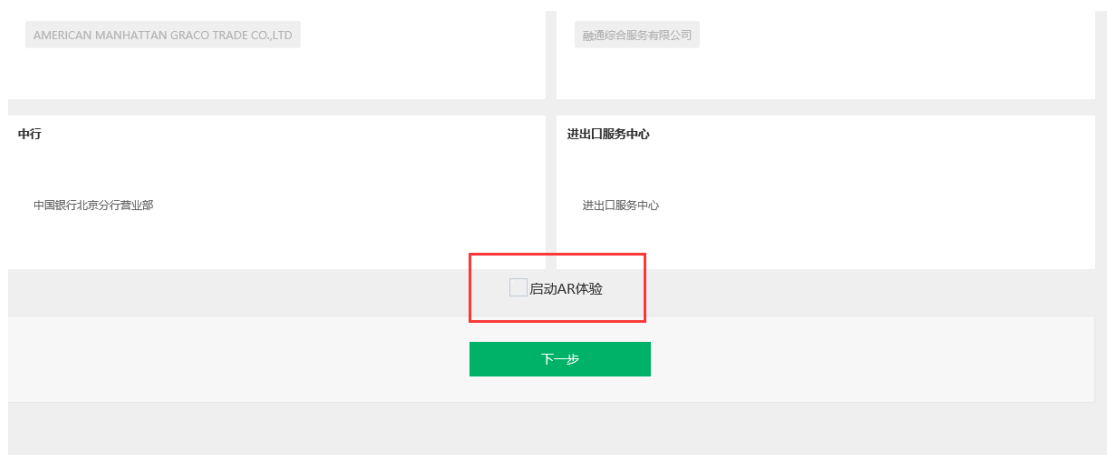 AMERICAN MANHATTAN GRACO TRADE CO.,LTD
融通综合服务有限公司
中行
进出口服务中心
中国银行北京分行营业部
进出口服务中心
启动AR体验
下一步